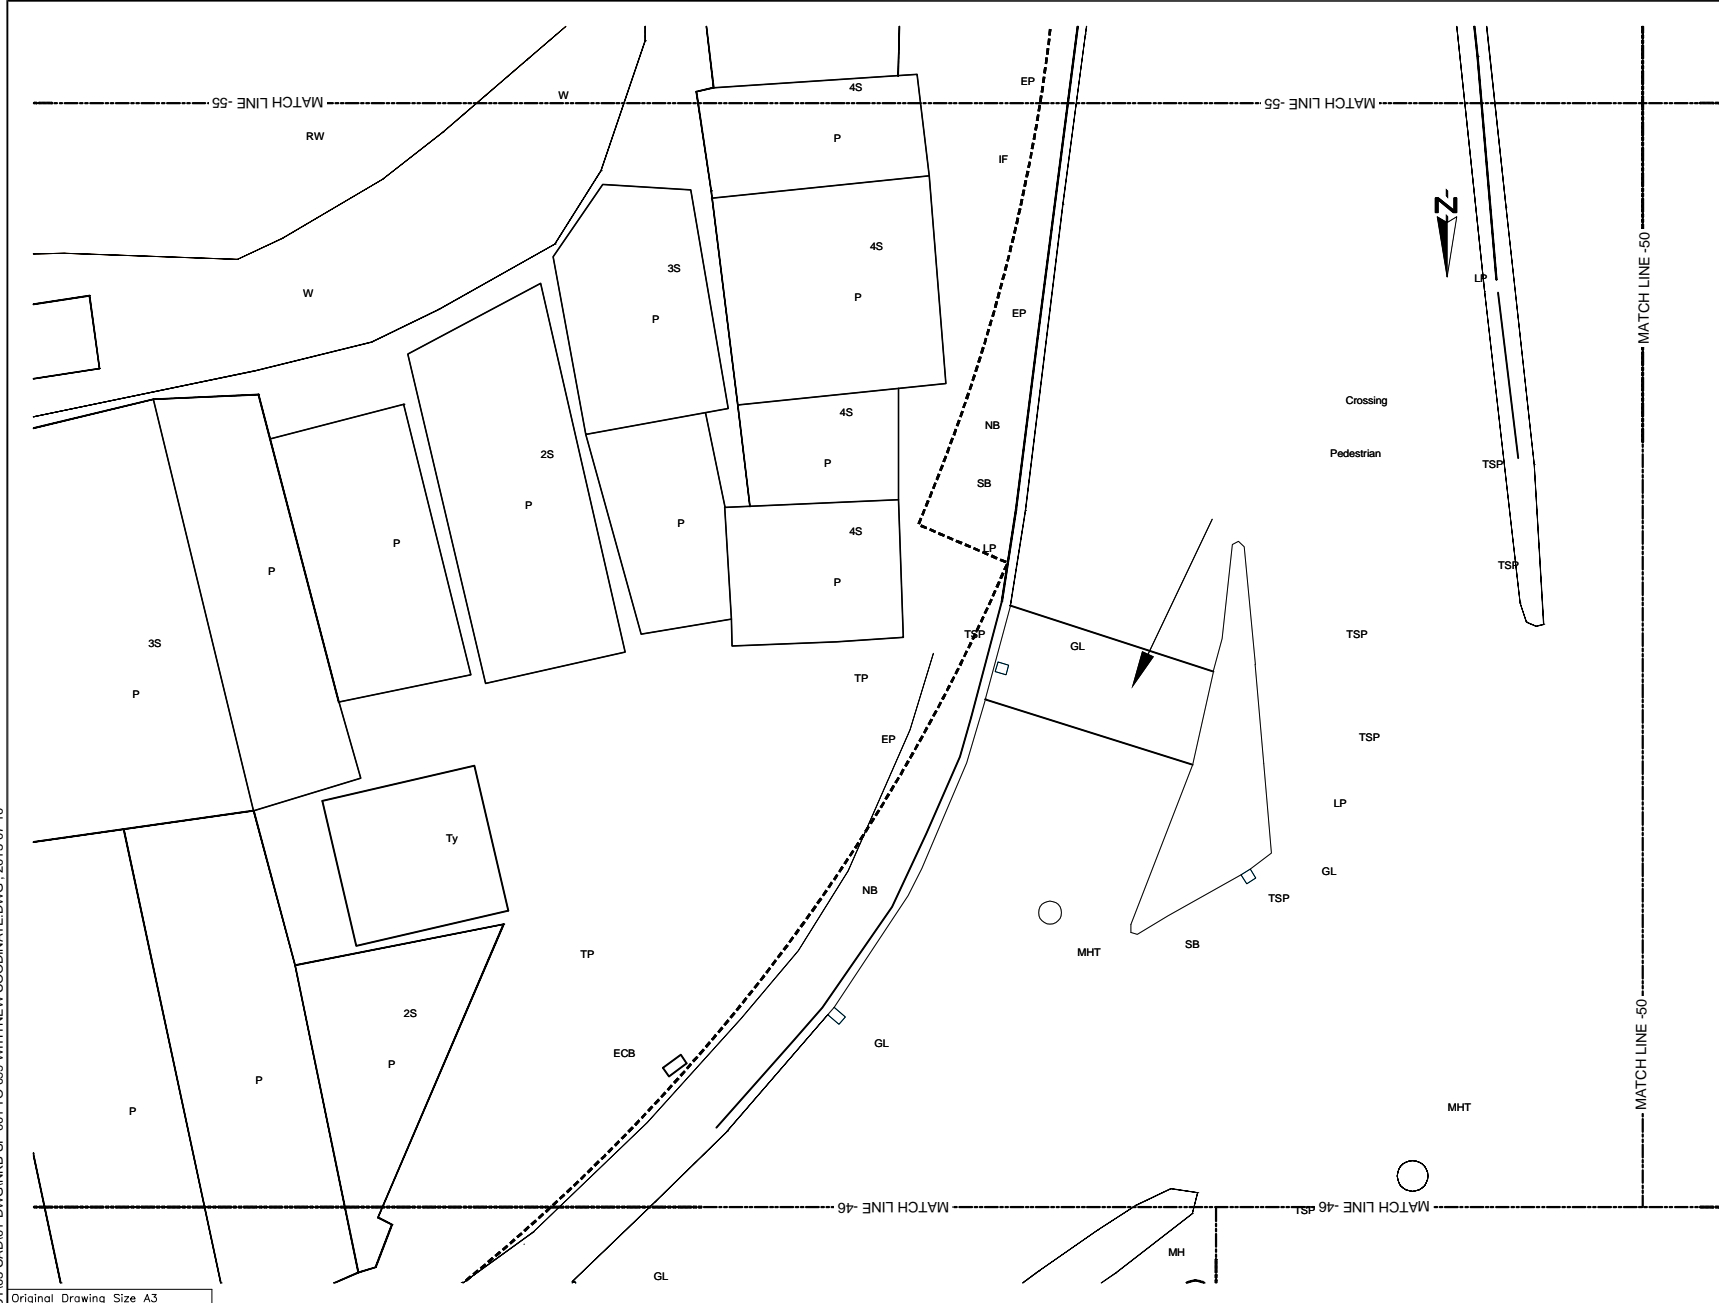 EP
4S
W
MATCH LINE -55
MATCH LINE -55
RW
P
IF
Z
4S
MATCH LINE -50
3S
LP
W
P
EP
P
Crossing
4S
NB
Pedestrian
2S
P
TSP
SB
P
P
4S
P
LP
TSP
P
P
TSP
TSP
3S
GL
TP
P
EP
TSP
LP
Ty
GL
NB
TSP
SB
TP
MHT
2S
MATCH LINE -50
GL
ECB
P
P
MHT
P
MATCH LINE -46
TSP
MATCH LINE -46
MH
GL
Original Drawing Size A3